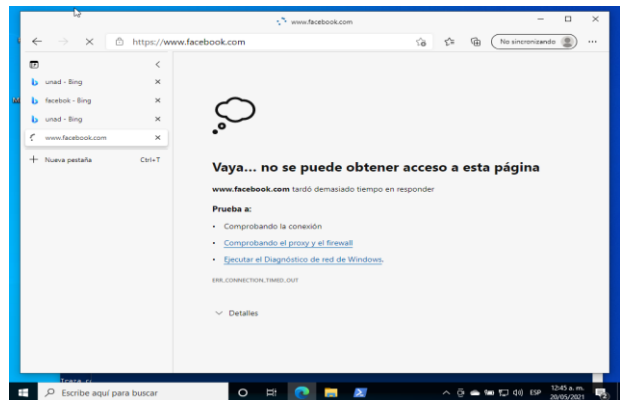 www.facebook.com
https://www.facebook.com
No sincronizando
unad - Bing
facebok - Bing
unad - Bing
www.facebook.com
Nueva pestaña Ctrl+T
Vaya... no se puede obtener acceso a esta página
www.facebook.com tardó demasiado tiempo en responder
Prueba a:
• Comprobando la conexión
• Comprobando el proxy y el firewall
• Ejecutar el Diagnóstico de red de Windows.
ERR_CONNECTION_TIMED_OUT
Detalles
Escribe aquí para buscar
ESP
12:45 a. m.
20/05/2021